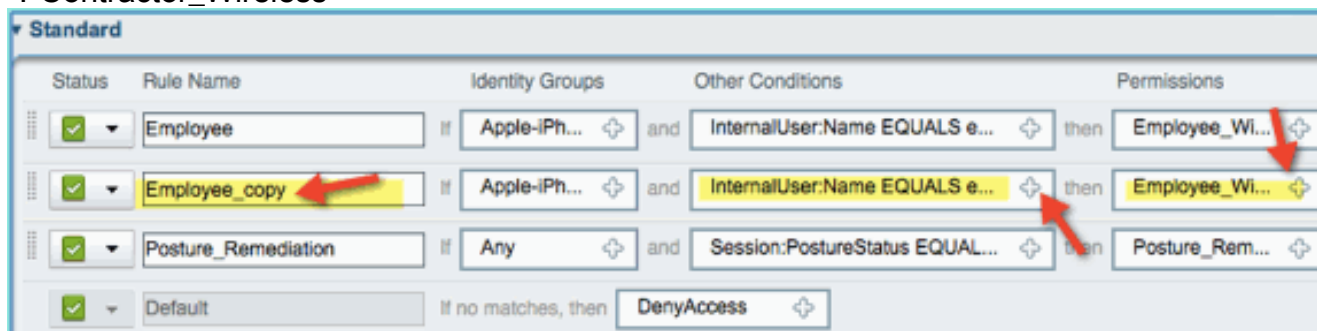 Contractor_Wireless
Standard
Status Rule Name Identity Groups Other Conditions Permissions
Employee If Apple-iPh... and InternalUser:Name EQUALS e... then Employee_Wi...
Employee_copy If Apple-iPh... and InternalUser:Name EQUALS e... then Employee_Wi...
Posture_Remediation If Any and Session:PostureStatus EQUAL... then Posture_Rem...
Default If no matches, then DenyAccess